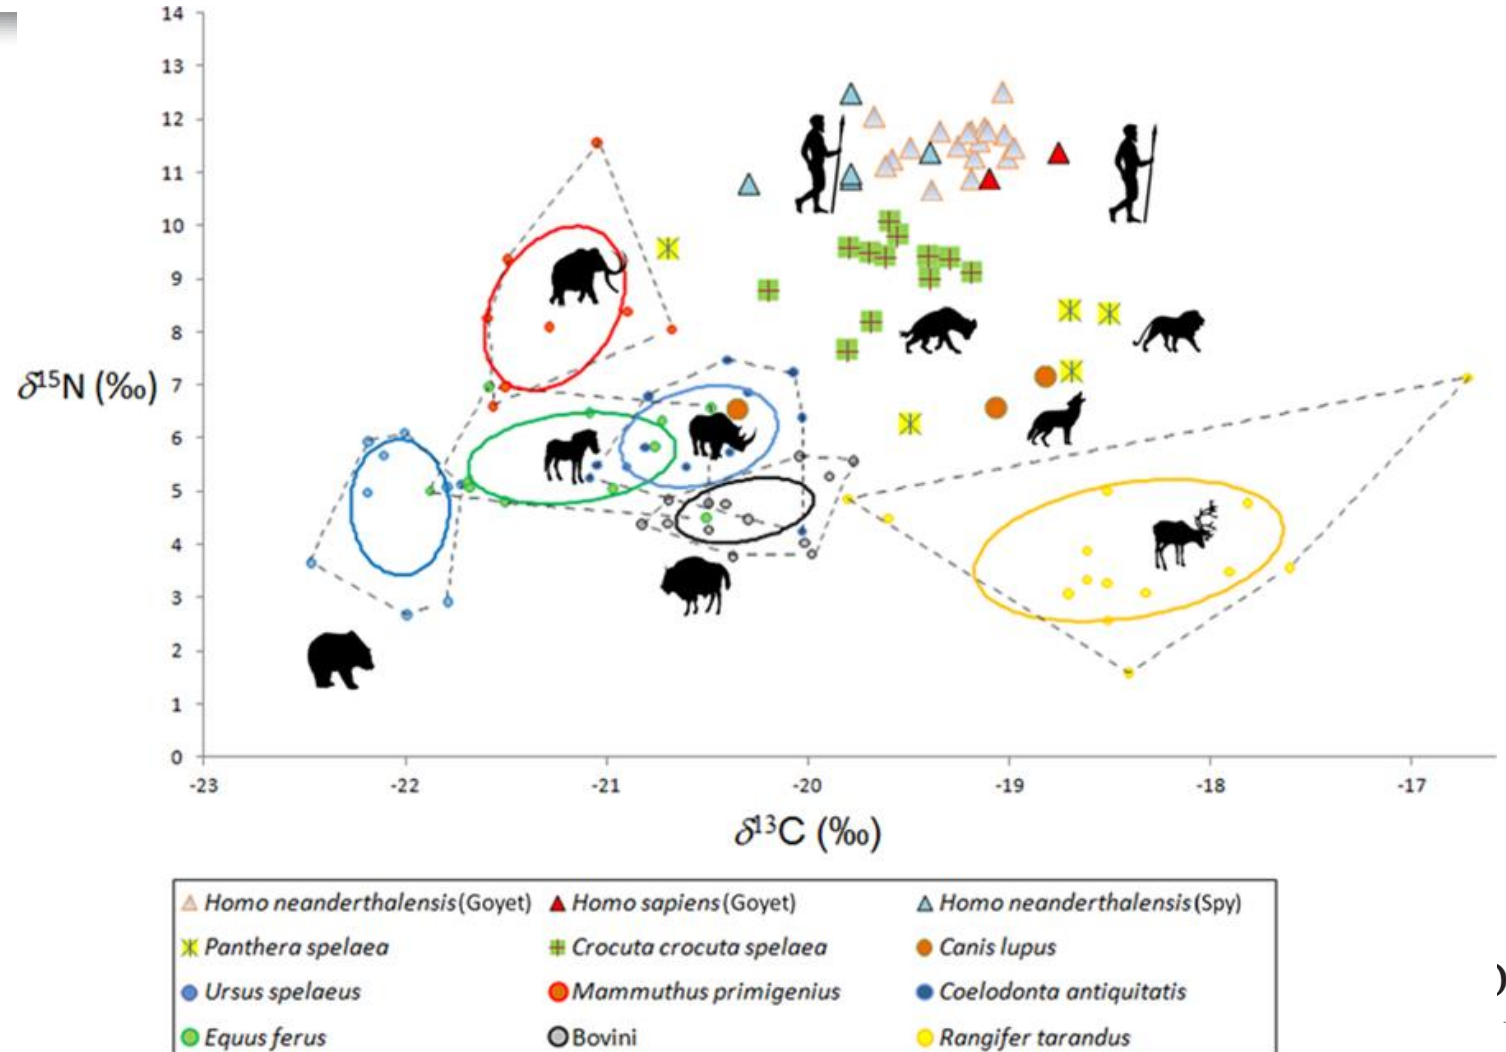 14
13
12
11
10
9
8
δ15N (‰) 7
6
5
4
3
2
1
0
-23 -22 -21 -20 -19 -18 -17
δ13C (‰)
Homo neanderthalensis (Goyet) Homo sapiens (Goyet) Homo neanderthalensis (Spy)
Panthera spelaea Crocuta crocuta spelaea Canis lupus
Ursus spelaeus Mammuthus primigenius Coelodonta antiquitatis )
Equus ferus Bovini Rangifer tarandus